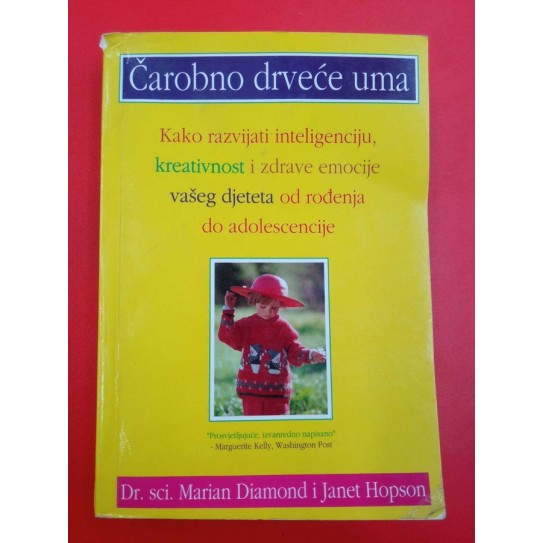 Čarobno drveće uma
Kako razvijati inteligenciju,
kreativnost i zdrave emocije
vašeg djeteta od rođenja
do adolescencije
"Prosvjetljujuće, izvanredno napisano"
- Marguerite Kelly, Washington Post
Dr. sci. Marian Diamond i Janet Hopson